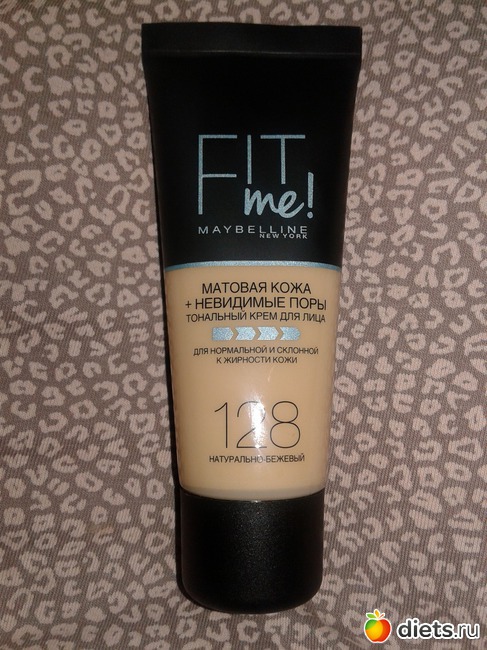 FIT
me!
MAYBELLINE
NEW YORK
МАТОВАЯ КОЖА
+ НЕВИДИМЫЕ ПОРЫ
ТОНАЛЬНЫЙ КРЕМ ДЛЯ ЛИЦА
ДЛЯ НОРМАЛЬНОЙ И СКЛОННОЙ
К ЖИРНОСТИ КОЖИ
128
НАТУРАЛЬНО-БЕЖЕВЫЙ
diets.ru